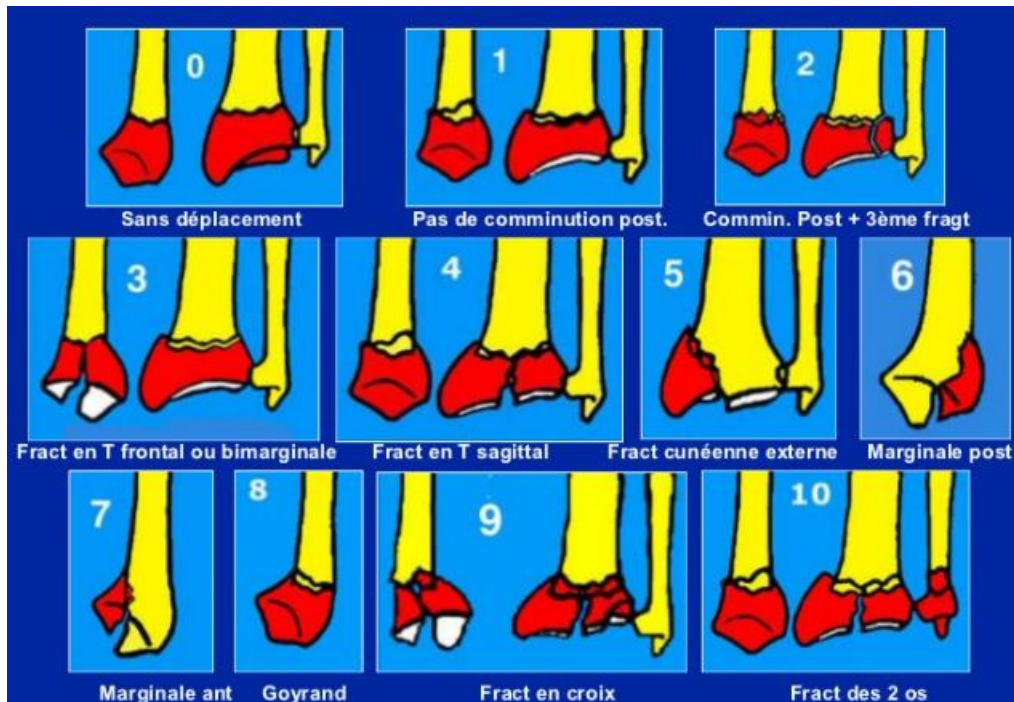 0
1
2
Sans déplacement
Pas de comminution post.
Commin. Post + 3ème fragt
3
4
5
6
Fract en T frontal ou bimarginale
Fract en T sagittal
Fract cunéenne externe
Marginale post
7
8
9
10
Marginale ant
Goyrand
Fract en croix
Fract des 2 os